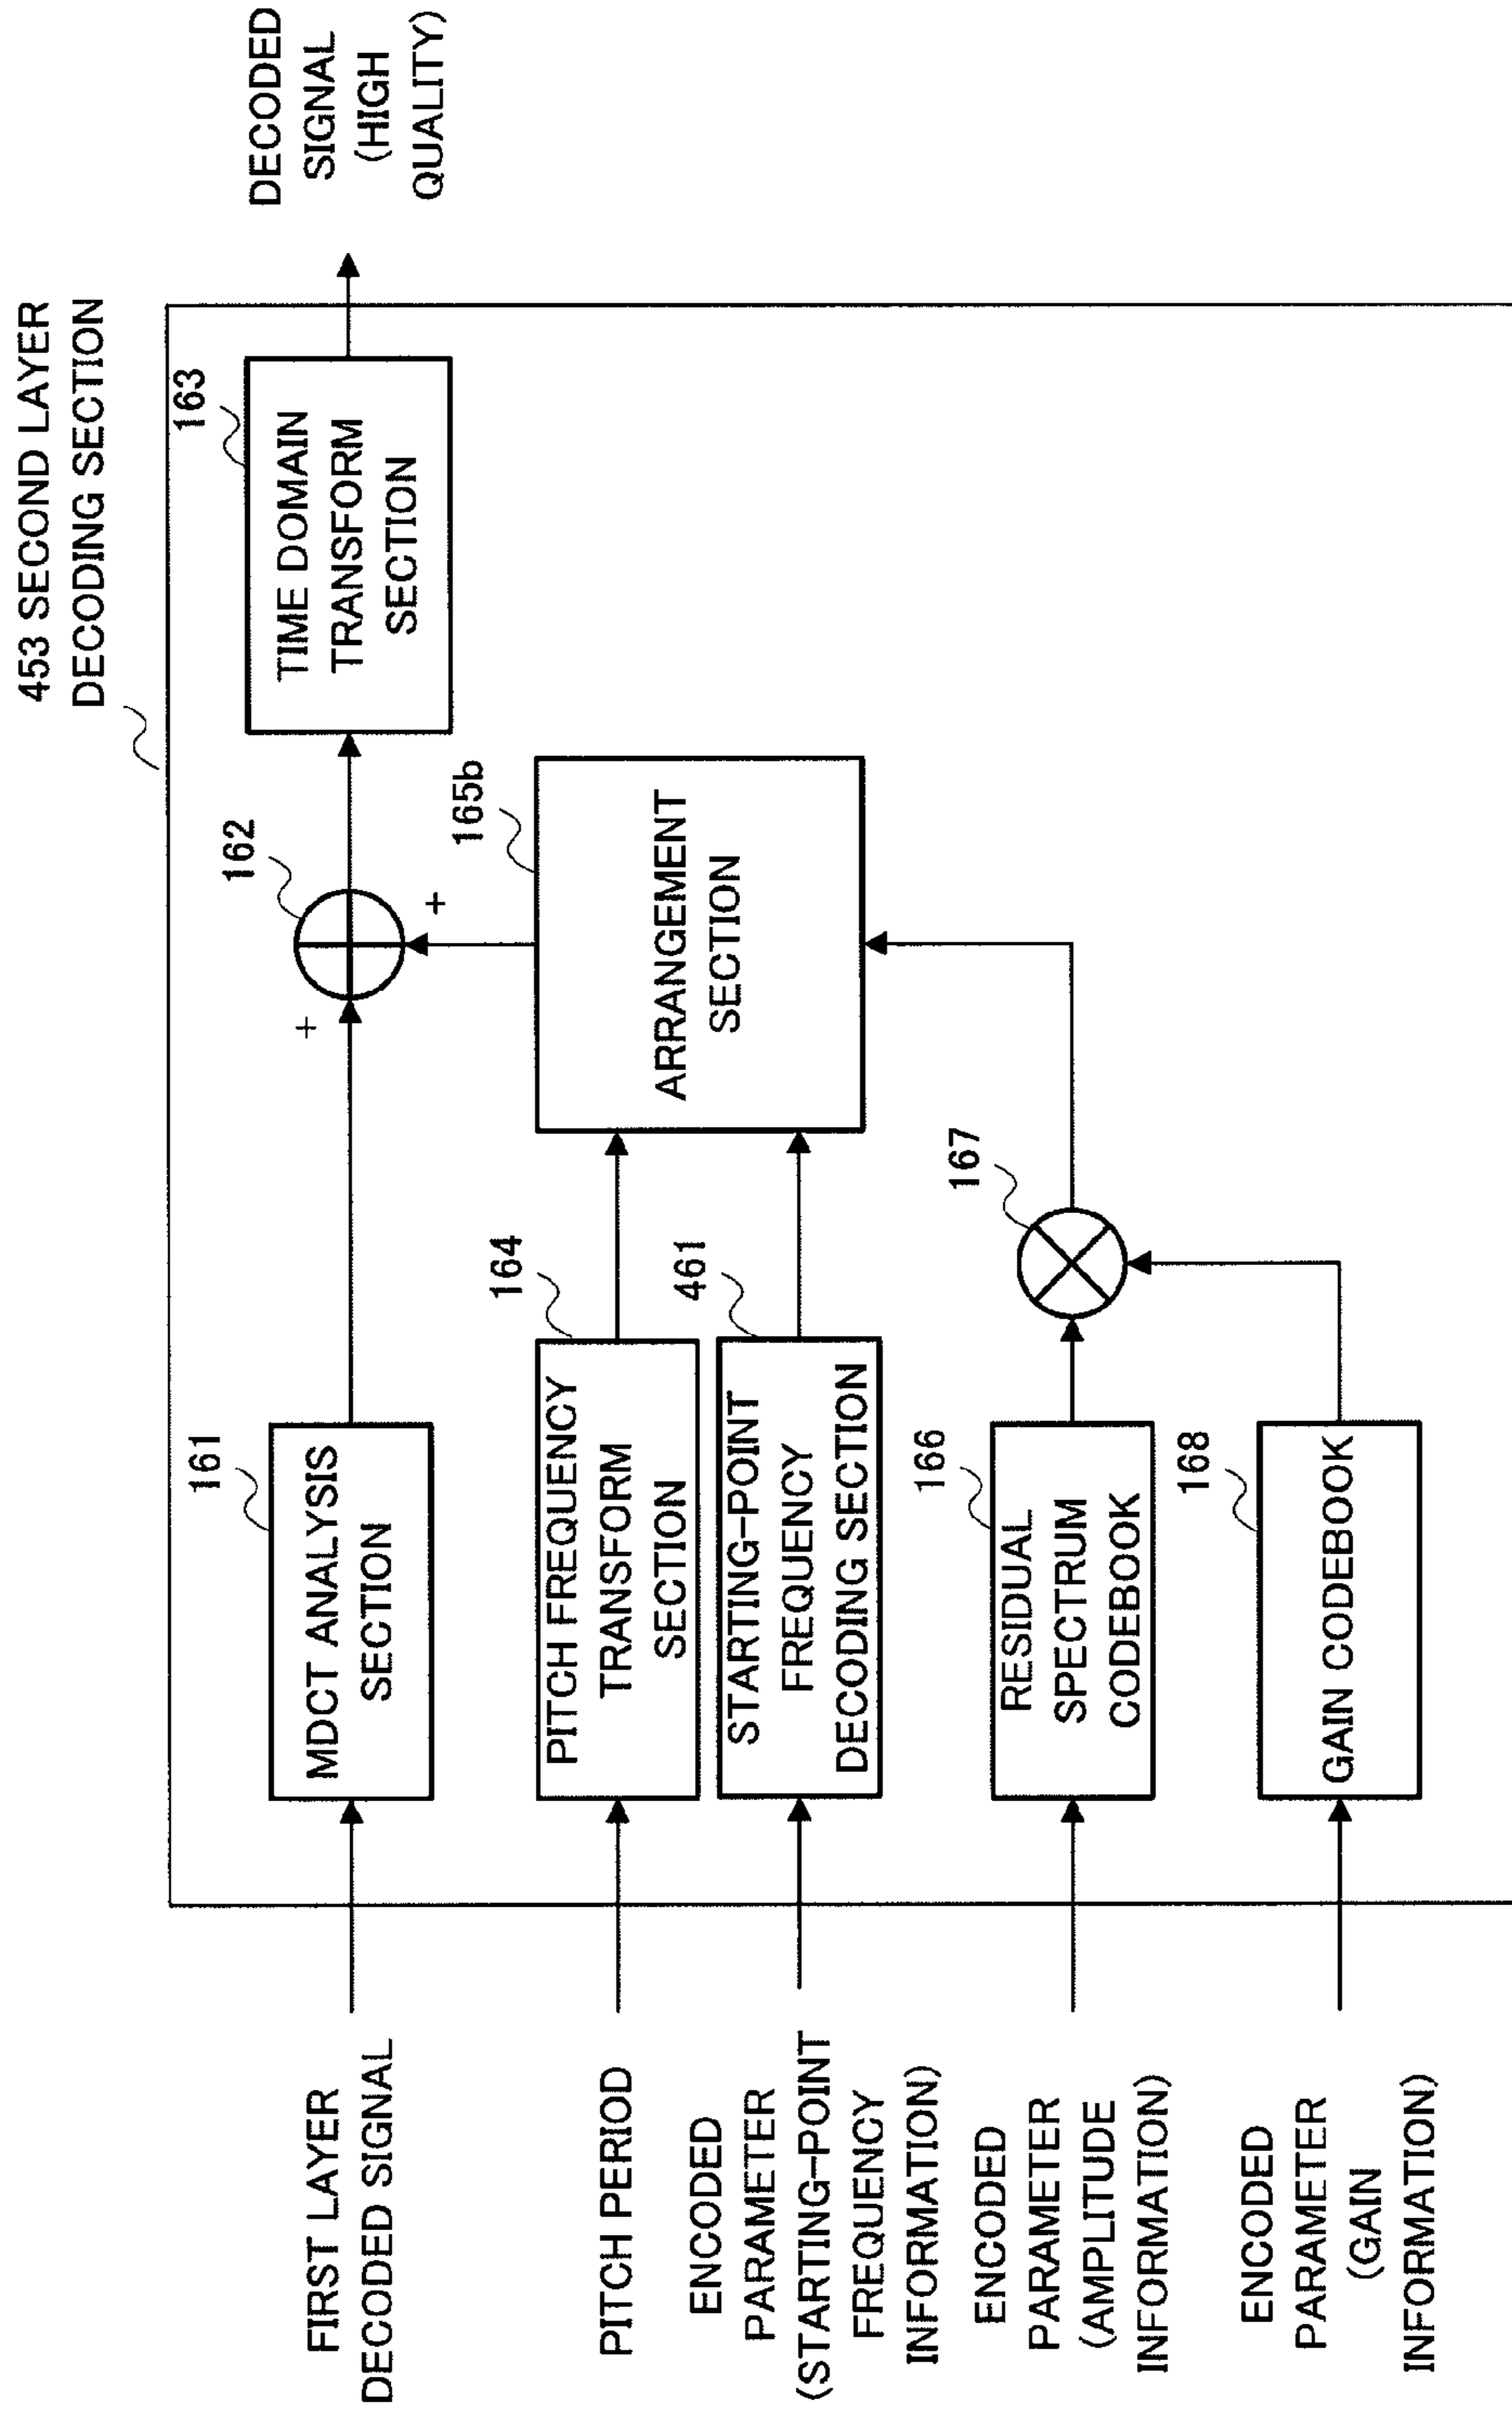 453 SECOND LAYER
DECODING SECTION
FIRST LAYER
DECODED SIGNAL
161
MDCT ANALYSIS
SECTION
+
162
+
163
TIME DOMAIN
TRANSFORM
SECTION
DECODED
SIGNAL
(HIGH
QUALITY)
PITCH PERIOD
164
PITCH FREQUENCY
TRANSFORM
SECTION
165b
ARRANGEMENT
SECTION
ENCODED
PARAMETER
(STARTING-POINT
FREQUENCY
INFORMATION)
461
STARTING-POINT
FREQUENCY
DECODING SECTION
ENCODED
PARAMETER
(AMPLITUDE
INFORMATION)
166
RESIDUAL
SPECTRUM
CODEBOOK
167
ENCODED
PARAMETER
(GAIN
INFORMATION)
168
GAIN CODEBOOK